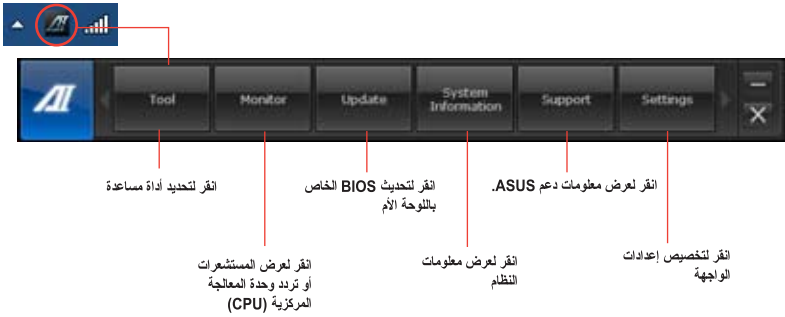 Tool
Monitor
Update
System
Information
Support
Settings
انقر لتحديد أداة مساعدة
انقر لعرض المستشعرات
أو تردد وحدة المعالجة
المركزية (CPU)
انقر لتحديث BIOS الخاص
باللوحة الأم
انقر لعرض معلومات
النظام
انقر لعرض معلومات دعم ASUS.
انقر لتخصيص إعدادات
الواجهة